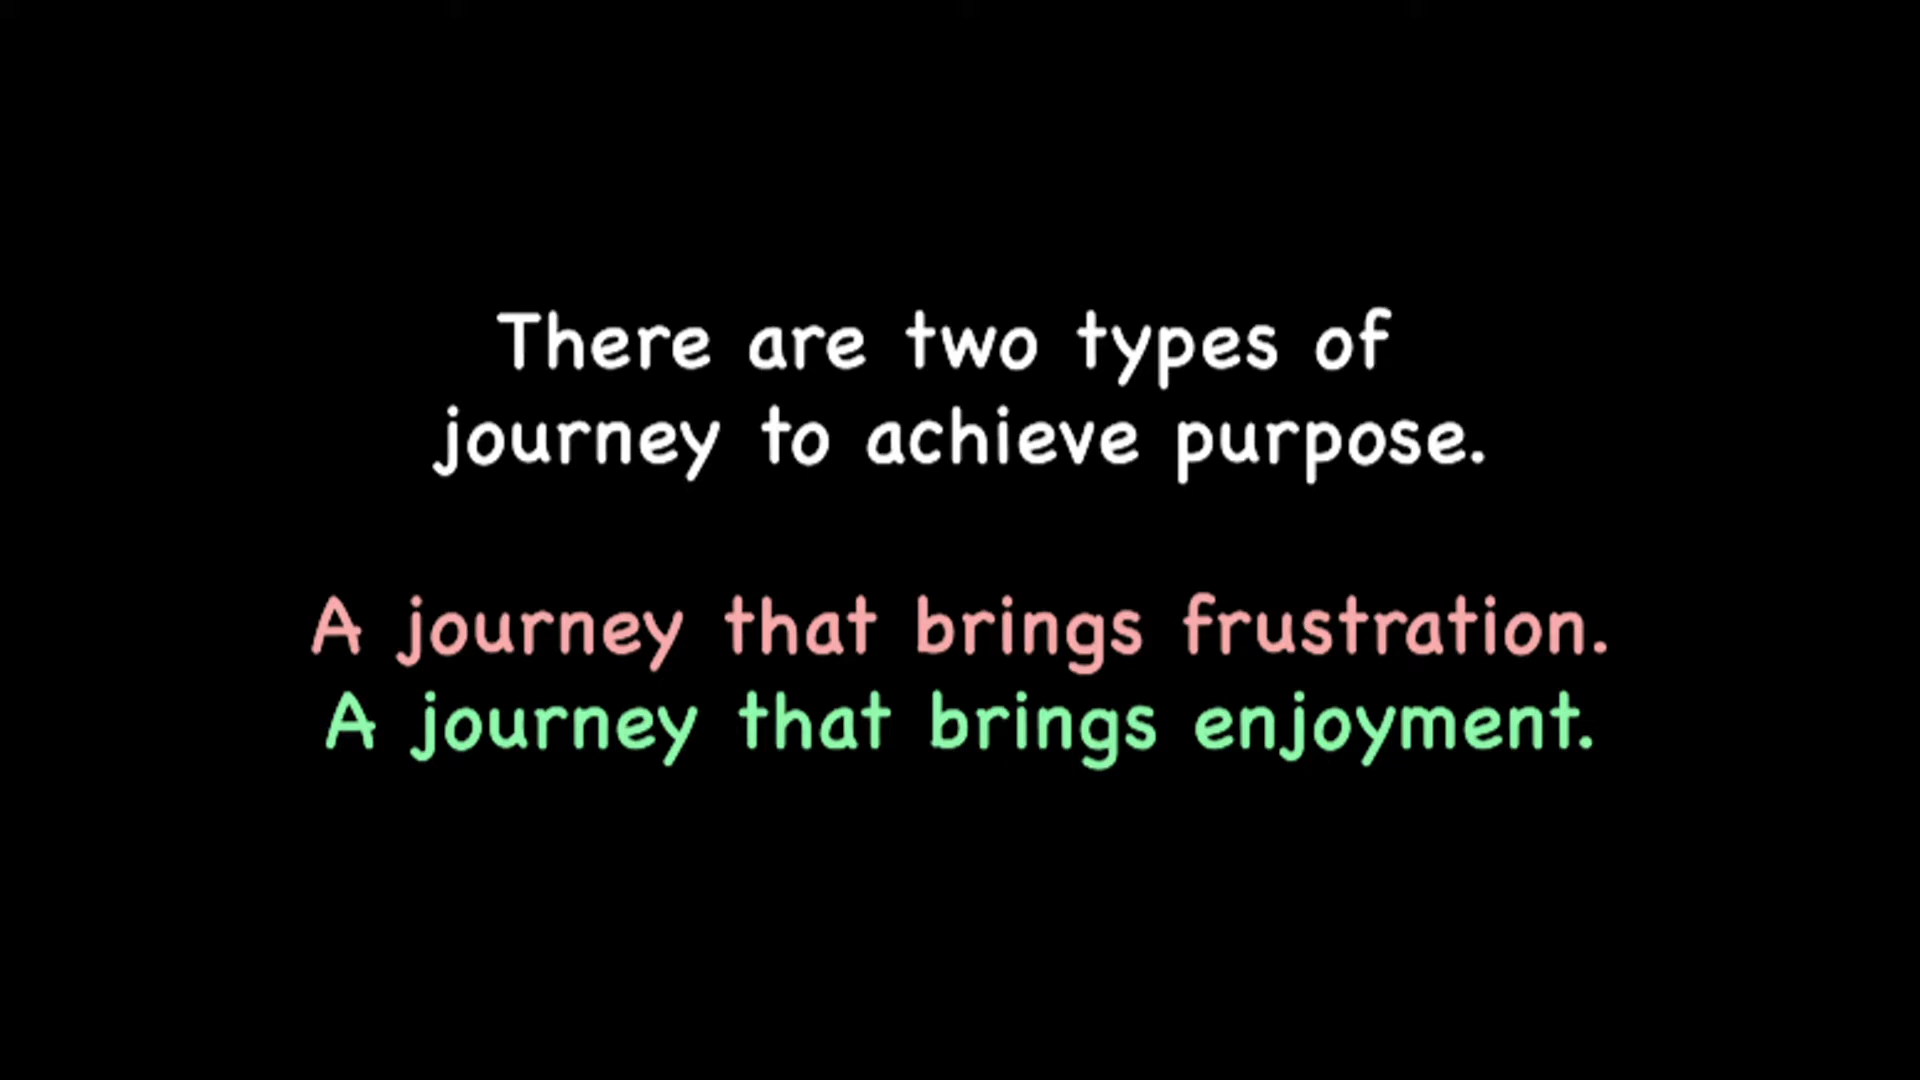 There are two types of
journey to achieve purpose.
A journey that brings frustration.
A journey that brings enjoyment.